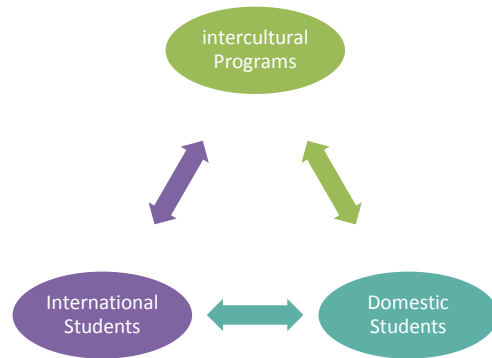 intercultural
Programs
International
Students
Domestic
Students